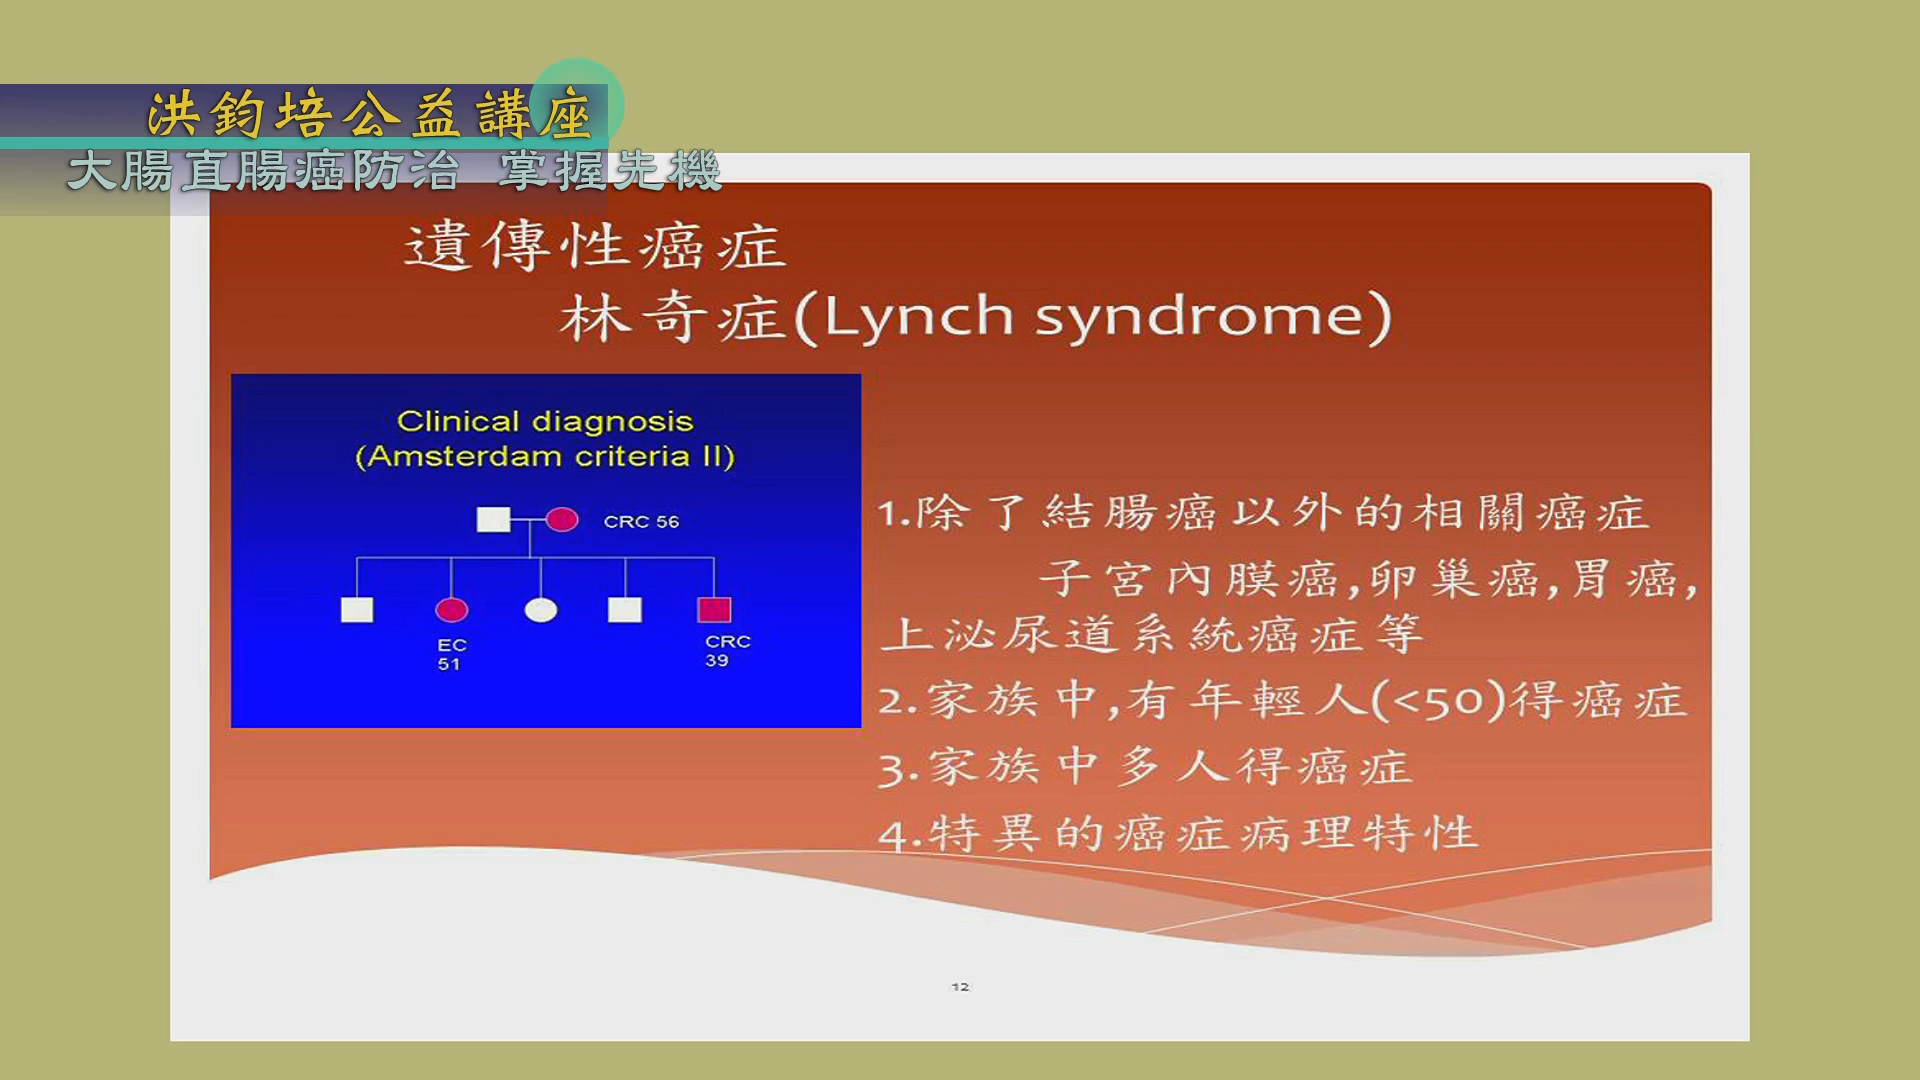 洪鈞培公益講座
大腸直腸癌防治 掌握先機
遺傳性癌症
林奇症(Lynch syndrome)
Clinical diagnosis
(Amsterdam criteria II)
CRC 56
EC
51
CRC
39
1.除了結腸癌以外的相關癌症
子宮內膜癌,卵巢癌,胃癌,
上泌尿道系統癌症等
2.家族中,有年輕人(<50)得癌症
3.家族中多人得癌症
4.特異的癌症病理特性
12